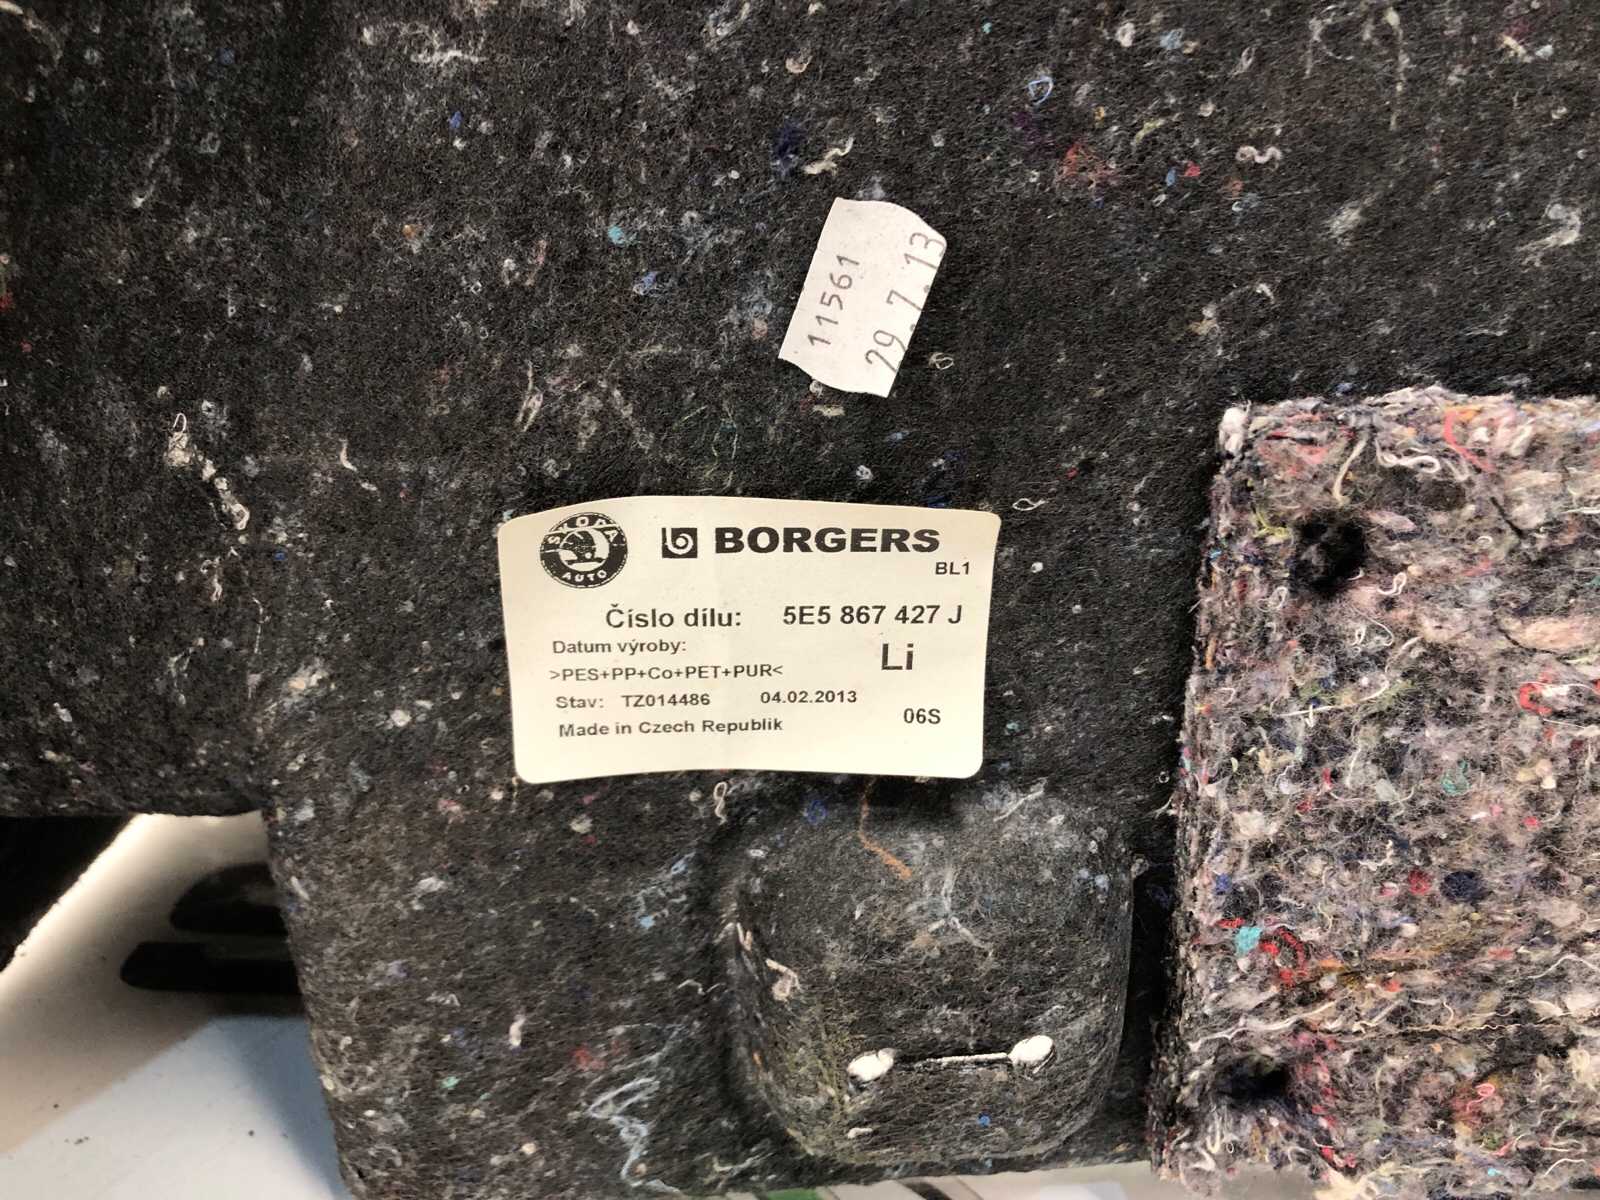 11561
29.7.13
ŠKODA
AUTO
BORGERS
BL1
Číslo dílu: 5E5 867 427 J
Datum výroby:
Li
>PES+PP+Co+PET+PUR<
Stav: TZ014486 04.02.2013
06S
Made in Czech Republik